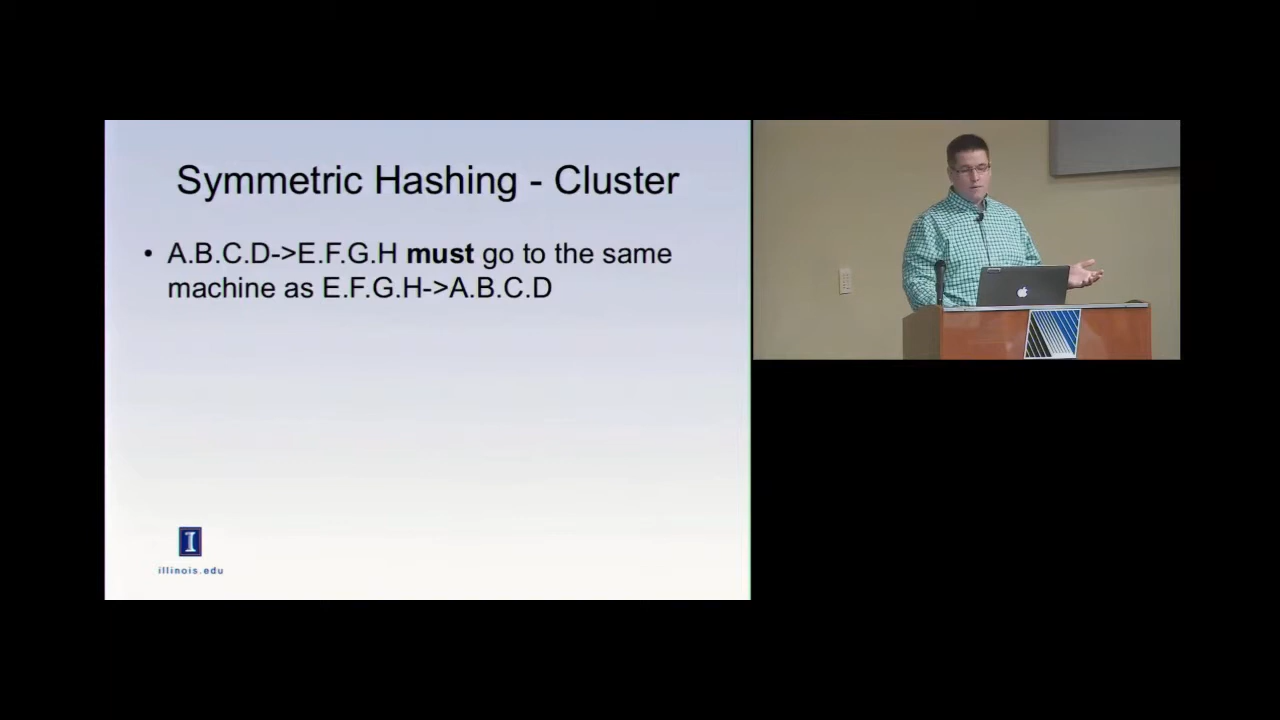 Symmetric Hashing - Cluster
• A.B.C.D->E.F.G.H must go to the same
machine as E.F.G.H->A.B.C.D
I
illinois.edu